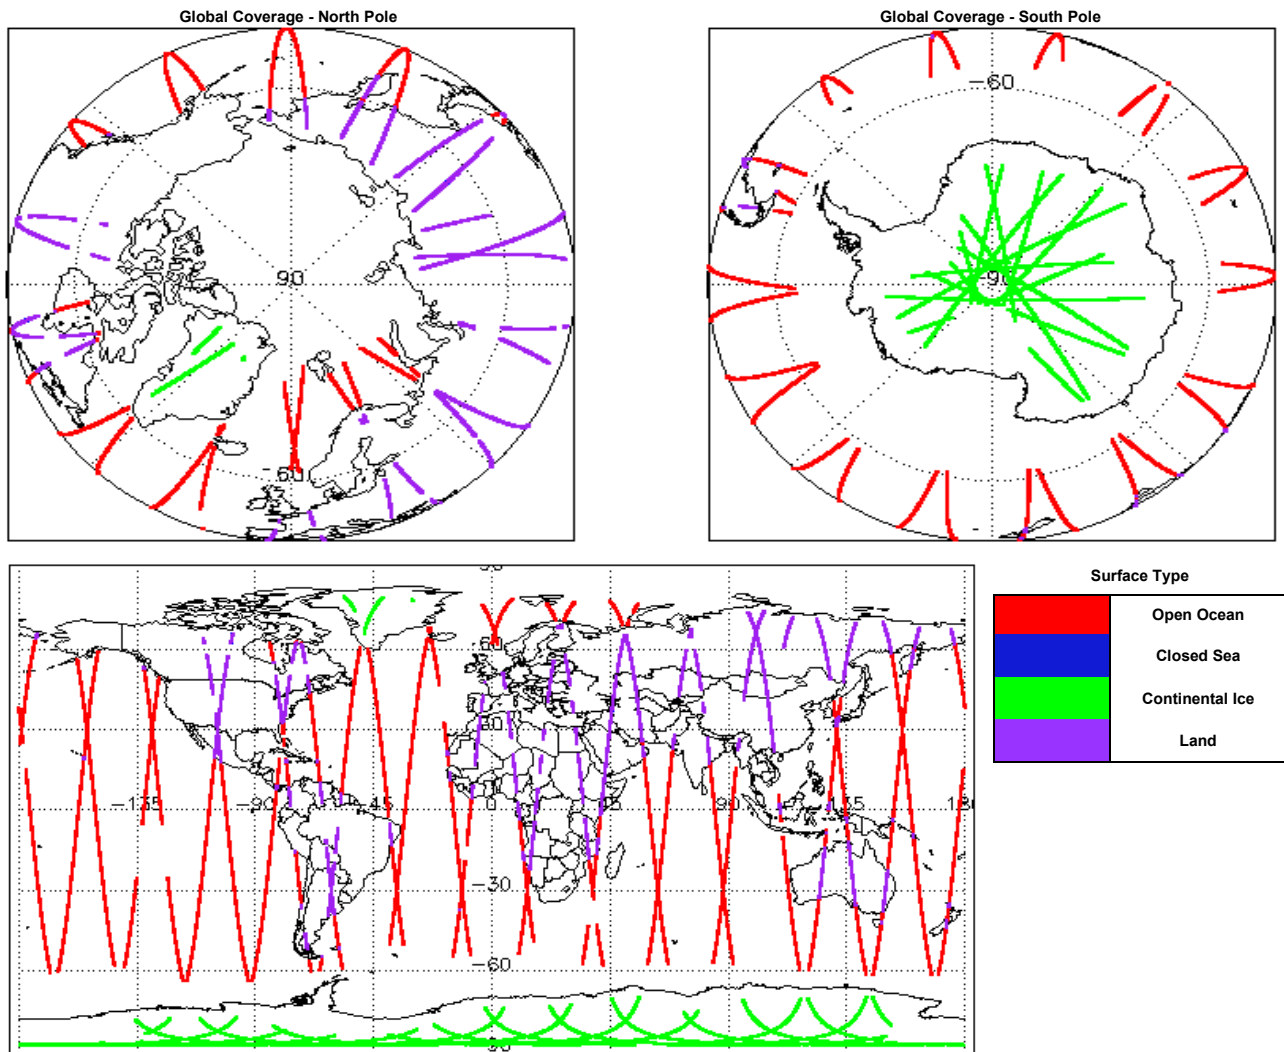 Global Coverage - North Pole
Global Coverage - South Pole
90
-60
-60
-90
Surface Type
Open Ocean
Closed Sea
Continental Ice
Land
60
30
-135
-90
-45
0
45
90
135
180
-30
-60